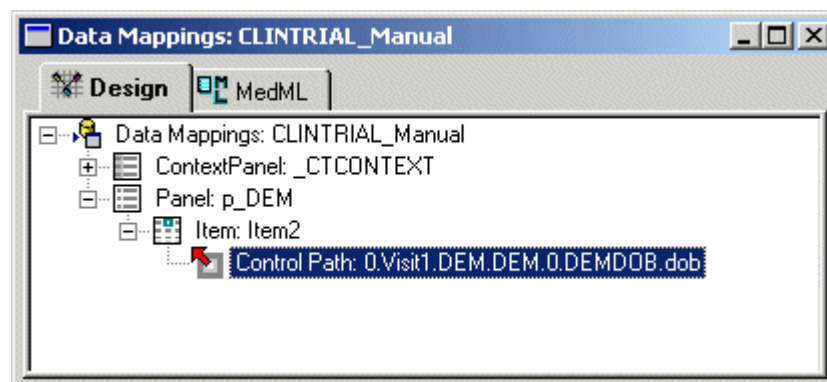 Data Mappings: CLINTRIAL_Manual
Design MedML
Data Mappings: CLINTRIAL_Manual
ContextPanel: _CTCONTEXT
Panel: p_DEM
Item: Item2
Control Path: 0.Visit1.DEM.DEM.0.DEMDOB.dob